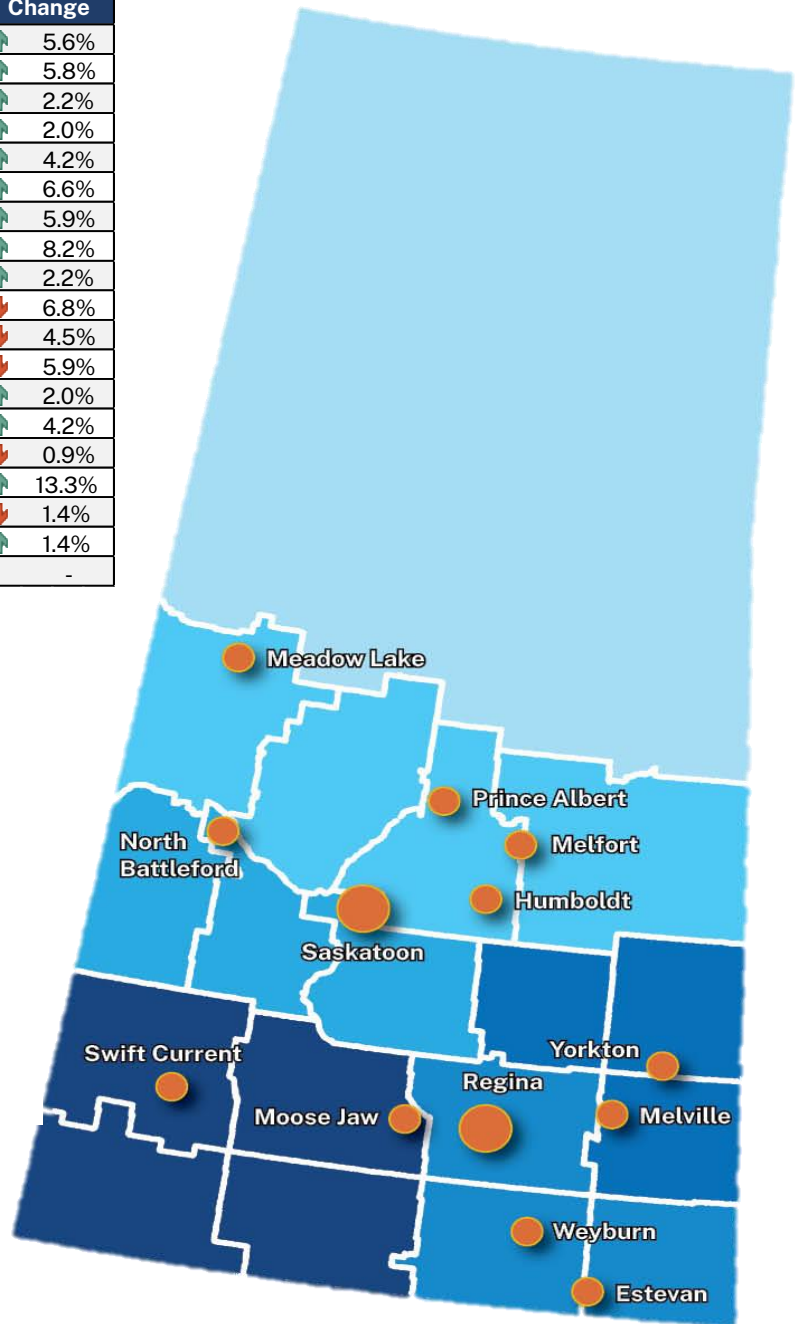 Change
5.6%
5.8%
2.2%
2.0%
4.2%
6.6%
5.9%
8.2%
2.2%
6.8%
4.5%
5.9%
2.0%
4.2%
0.9%
13.3%
1.4%
1.4%
-
Meadow Lake
Prince Albert
North
Battleford
Melfort
Humboldt
Saskatoon
Swift Current
Yorkton
Regina
Moose Jaw
Melville
Weyburn
Estevan